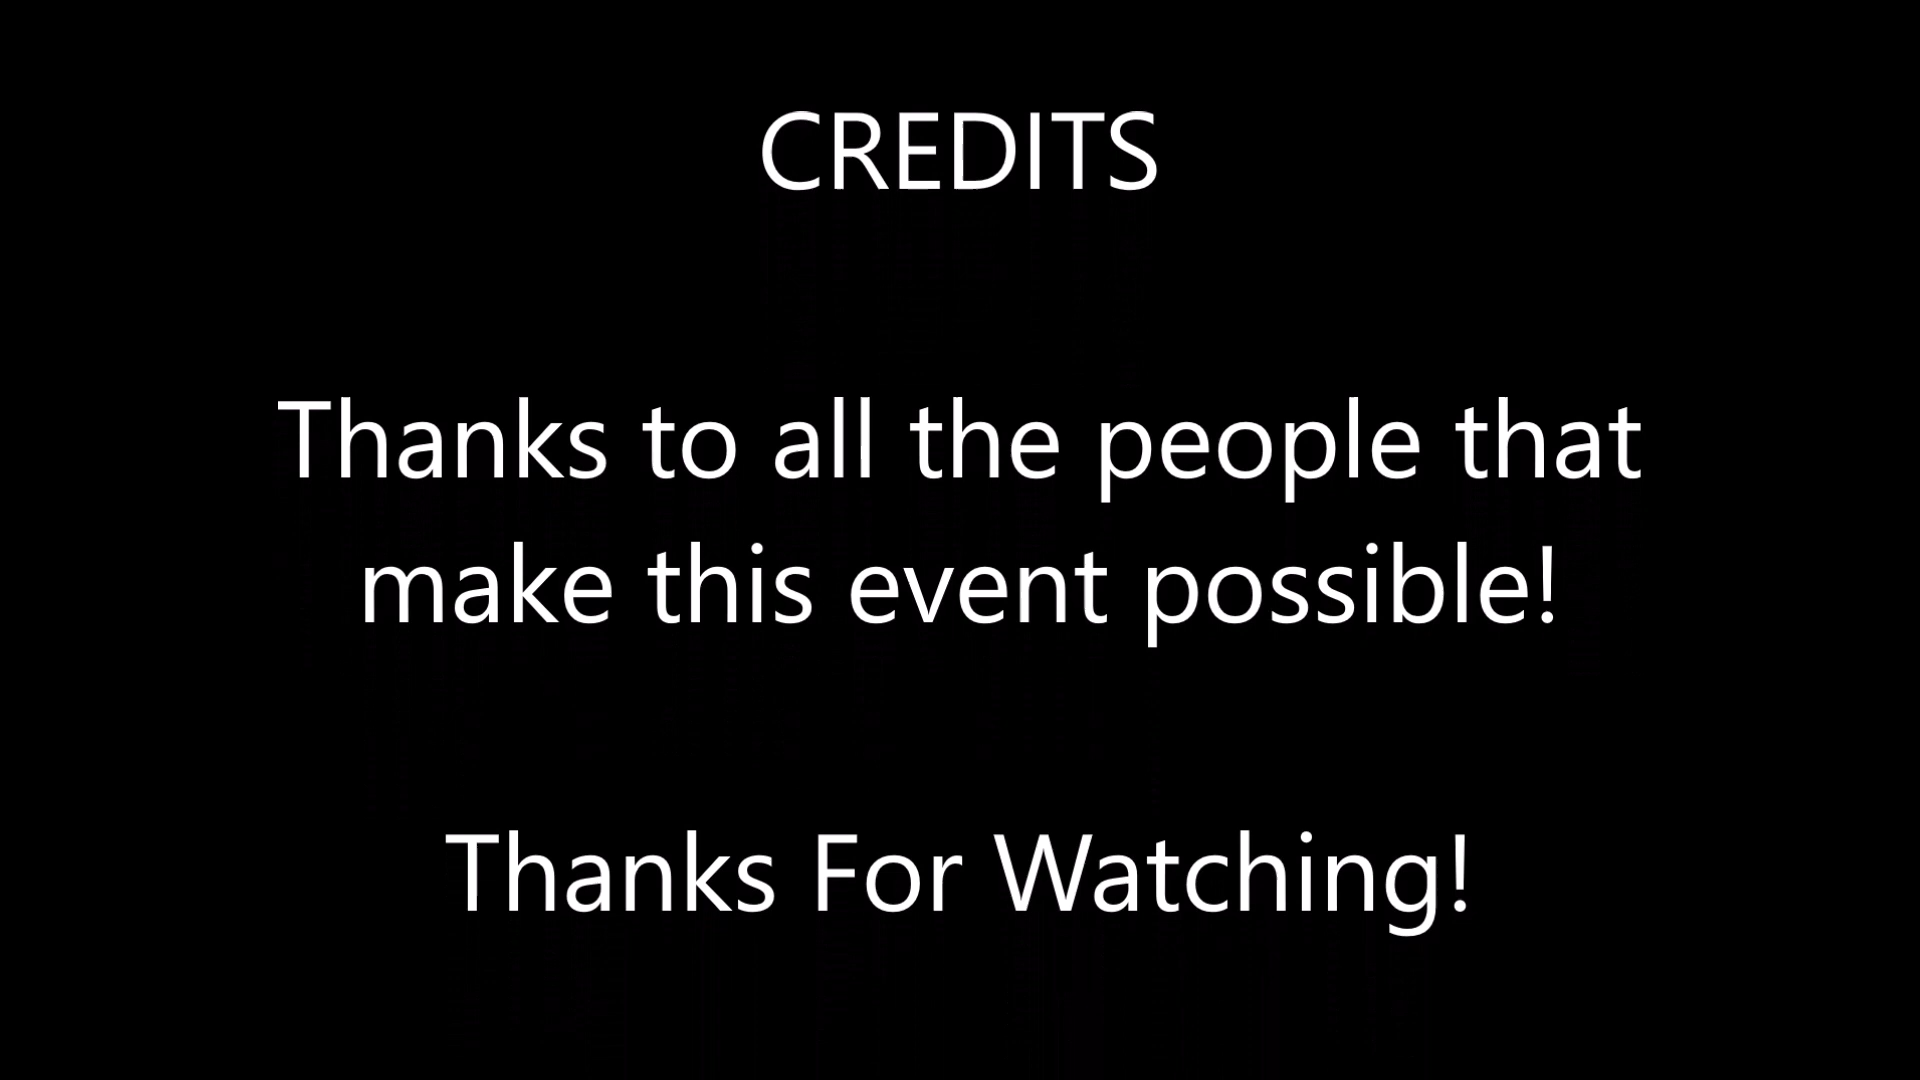 CREDITS
Thanks to all the people that
make this event possible!
Thanks For Watching!